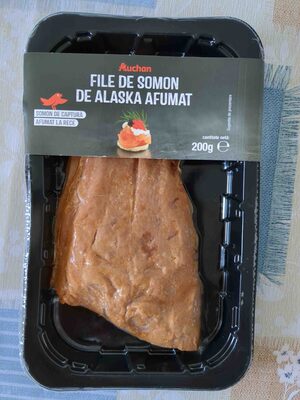 Auchan
FILE DE SOMON
DE ALASKA AFUMAT
SOMON DE CAPTURĂ
AFUMAT LA RECE
cantitate netă:
200g e